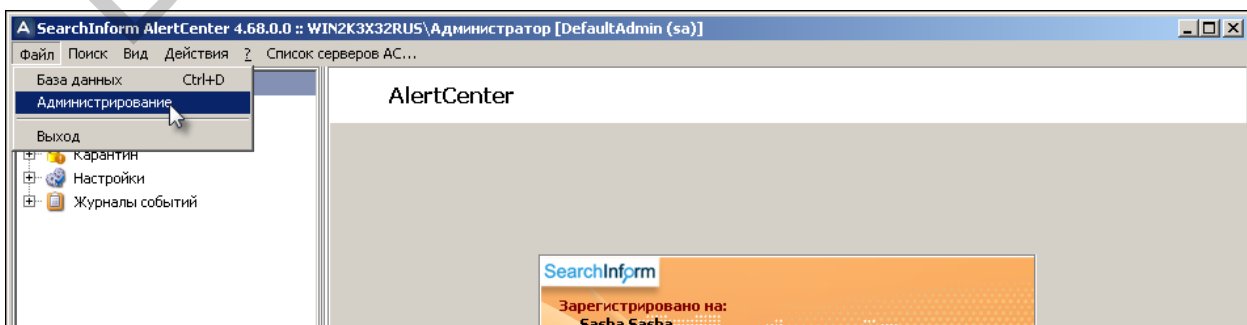 SearchInform AlertCenter 4.68.0.0 :: WIN2K3X32RUS\Администратор [DefaultAdmin (sa)]
Файл Поиск Вид Действия ? Список серверов АС...
База данных Ctrl+D
Администрирование
Выход
Карантин
Настройки
Журналы событий
AlertCenter
SearchInform
Зарегистрировано на:
Sasha Sasha